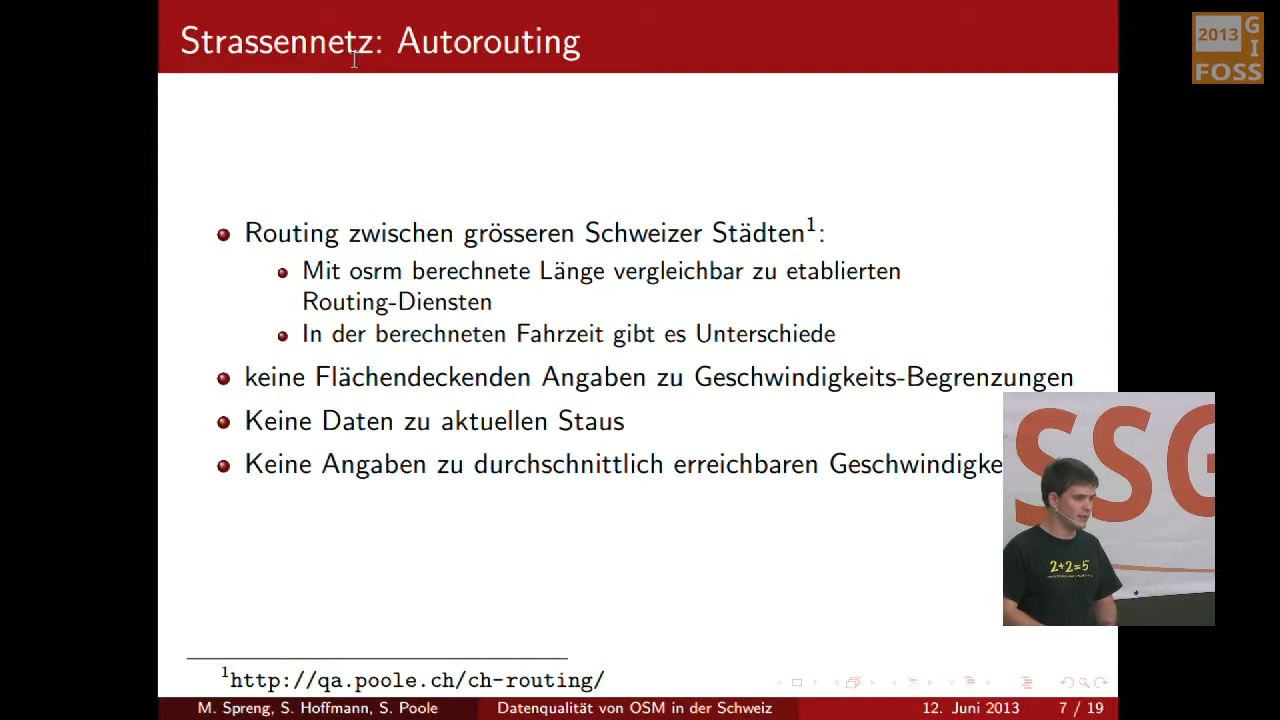 Strassennetz: Autorouting
2013
G
I
FOSS
Routing zwischen grösseren Schweizer Städten1:
Mit osrm berechnete Länge vergleichbar zu etablierten
Routing-Diensten
In der berechneten Fahrzeit gibt es Unterschiede
keine Flächendeckenden Angaben zu Geschwindigkeits-Begrenzungen
Keine Daten zu aktuellen Staus
Keine Angaben zu durchschnittlich erreichbaren Geschwindigke
SSG
2+2=5
1http://qa.poole.ch/ch-routing/
M. Spreng, S. Hoffmann, S. Poole
Datenqualität von OSM in der Schweiz
12. Juni 2013
7 / 19